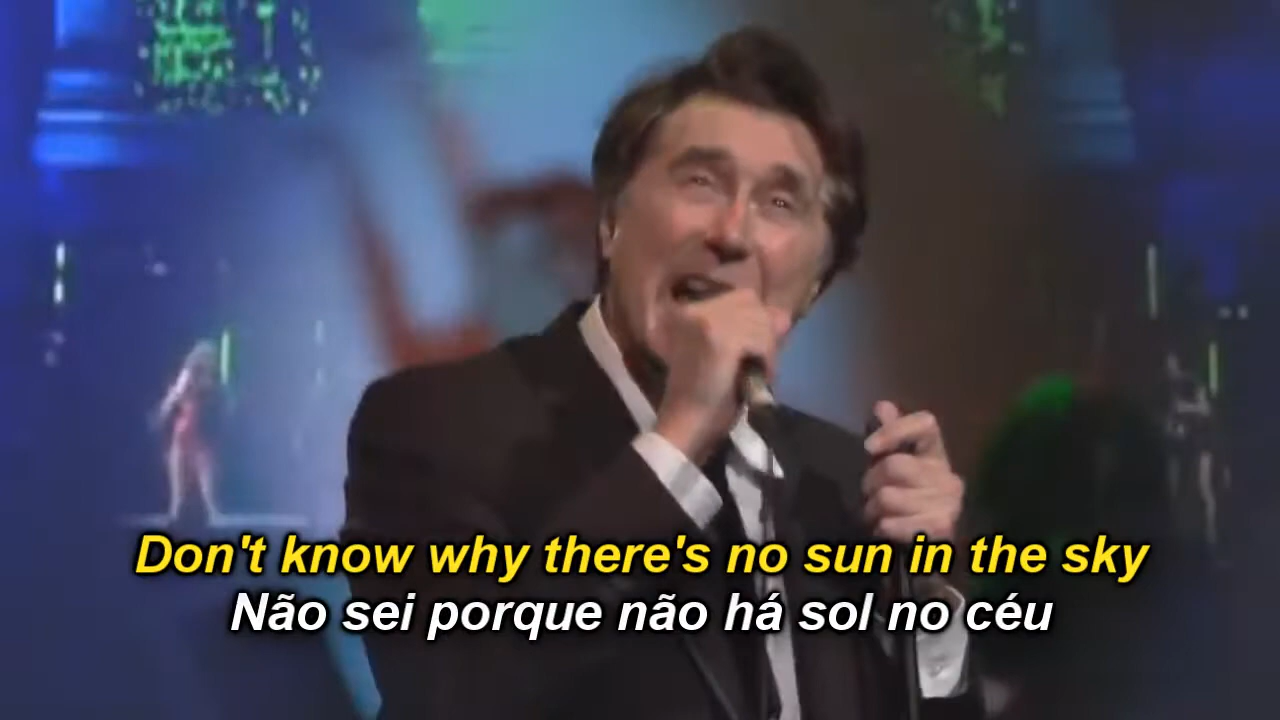 Don't know why there's no sun in the sky
Não sei porque não há sol no céu